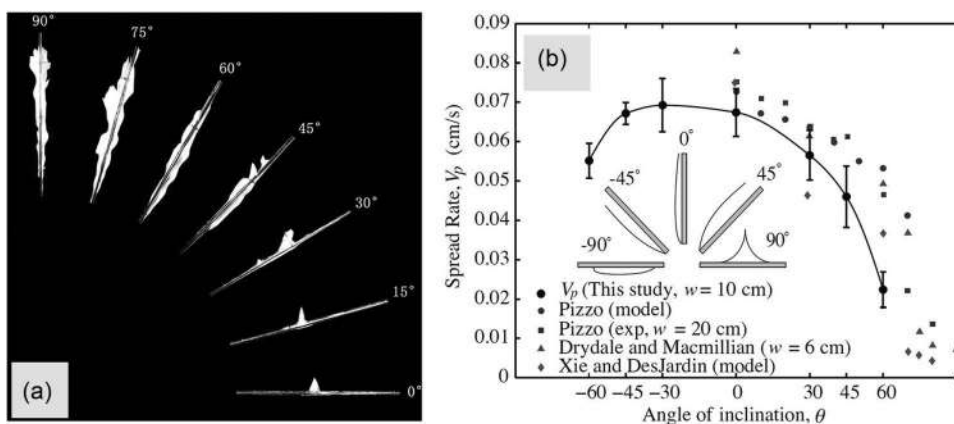 90°
75°
60°
45°
30°
15°
0°
(a)
(b)
Spread Rate, Vp (cm/s)
0.09
0.08
0.07
0.06
0.05
0.04
0.03
0.02
0.01
0
0°
-45°
45°
-90°
90°
Vp (This study, w = 10 cm)
Pizzo (model)
Pizzo (exp, w = 20 cm)
Drydale and Macmillian (w = 6 cm)
Xie and DesJardin (model)
−60 −45 −30 0 30 45 60
Angle of inclination, θ